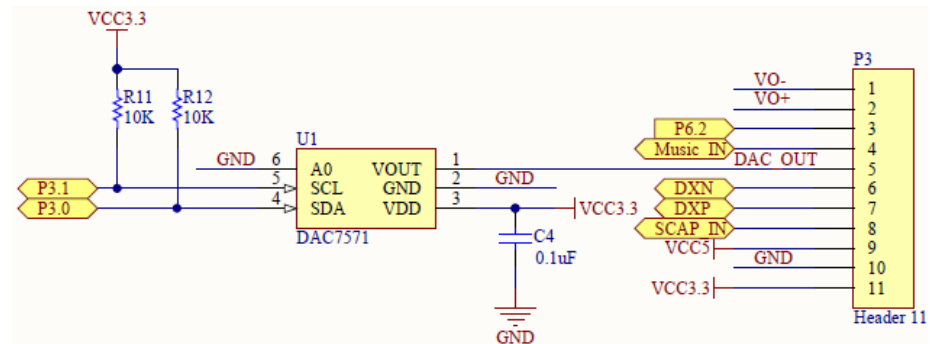 VCC3.3
P3
R11
10K
R12
10K
VO-
1
VO+
2
U1
P6.2
3
GND
6
A0
VOUT
1
Music_IN
4
DAC_OUT
5
P3.1
5
SCL
GND
2
GND
DXN
6
P3.0
4
SDA
VDD
3
VCC3.3
DXP
7
DAC7571
C4
0.1uF
SCAP_IN
8
VCC5
9
GND
10
VCC3.3
11
Header 11
GND